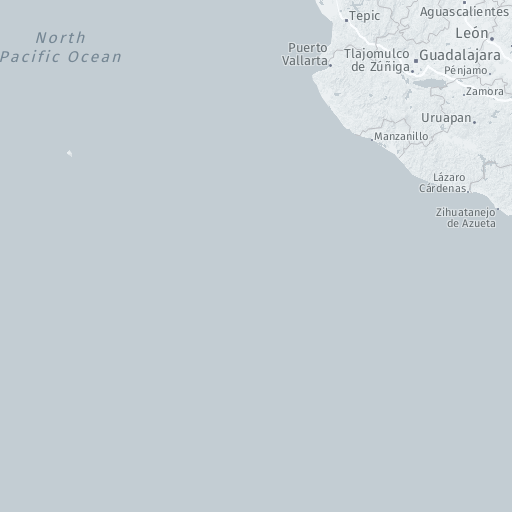 Tepic
Aguascalientes
León
North
Pacific Ocean
Puerto
Vallarta
Tlajomulco
de Zúñiga
Guadalajara
Pénjamo
Zamora
Uruapan
Manzanillo
Lázaro
Cárdenas
Zihuatanejo
de Azueta